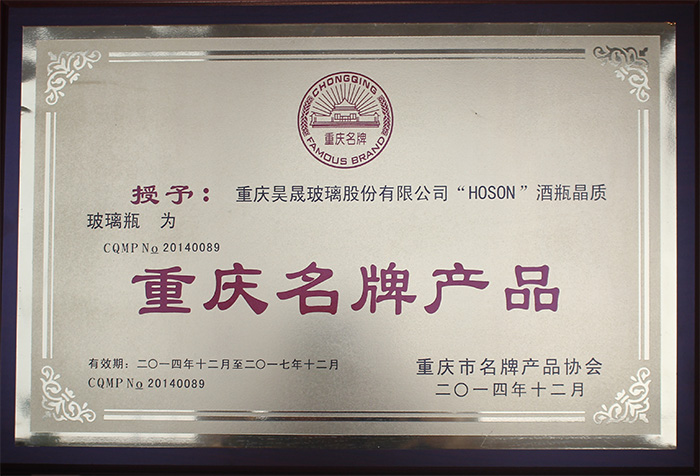 CHONGQING
重庆名牌
FAMOUS BRAND
授予：重庆昊晟玻璃股份有限公司“HOSON”酒瓶晶质
玻璃瓶 为
CQMP No 20140089
重庆名牌产品
有效期：二〇一四年十二月至二〇一七年十二月
CQMP No 20140089
重庆市名牌产品协会
二〇一四年十二月